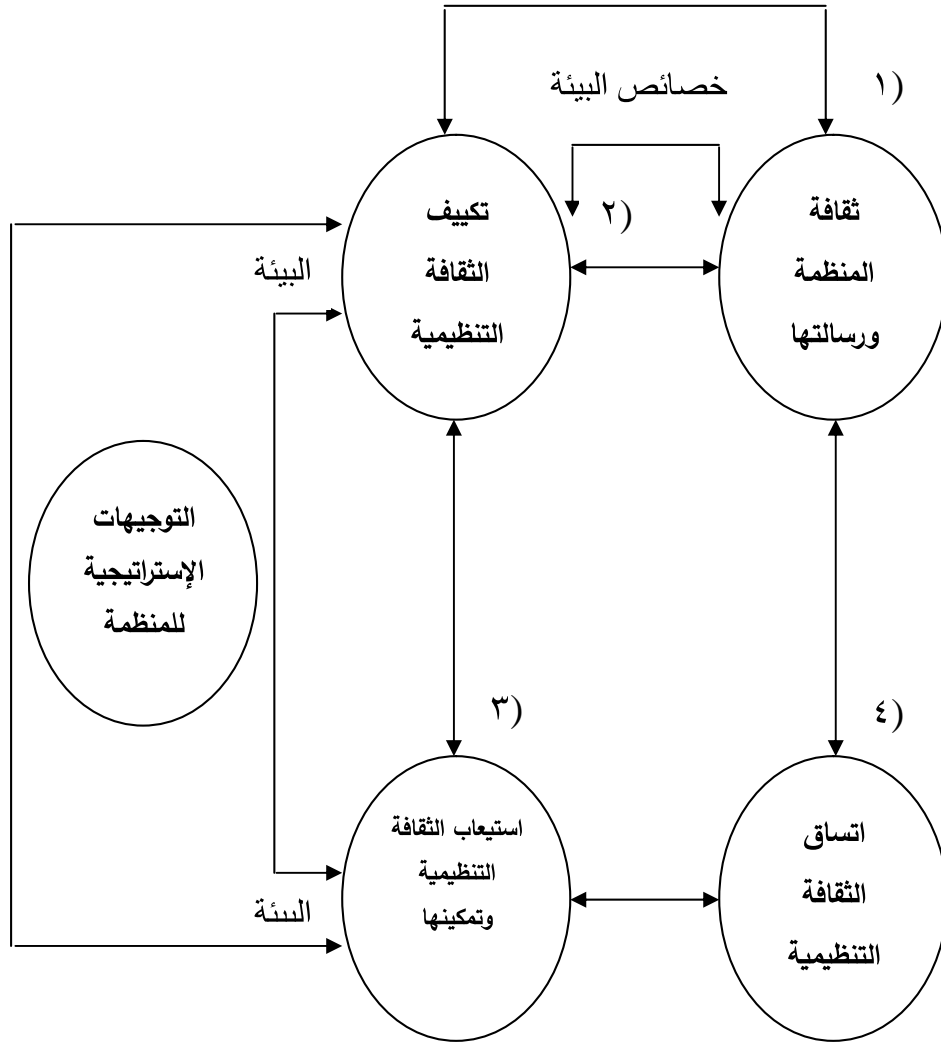 خصائص البيئة
١)
ثقافة
المنظمة
ورسالتها
٢)
تكييف
الثقافة
التنظيمية
البيئة
التوجيهات
الإستراتيجية
للمنظمة
٣)
استيعاب الثقافة
التنظيمية
وتمكينها
البيئة
٤)
اتساق
الثقافة
التنظيمية